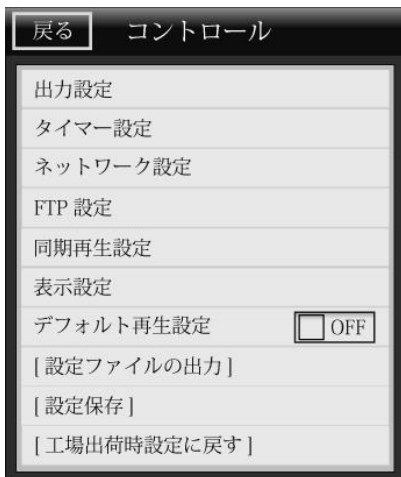 戻る コントロール
出力設定
タイマー設定
ネットワーク設定
FTP 設定
同期再生設定
表示設定
デフォルト再生設定 OFF
[ 設定ファイルの出力 ]
[ 設定保存 ]
[ 工場出荷時設定に戻す ]